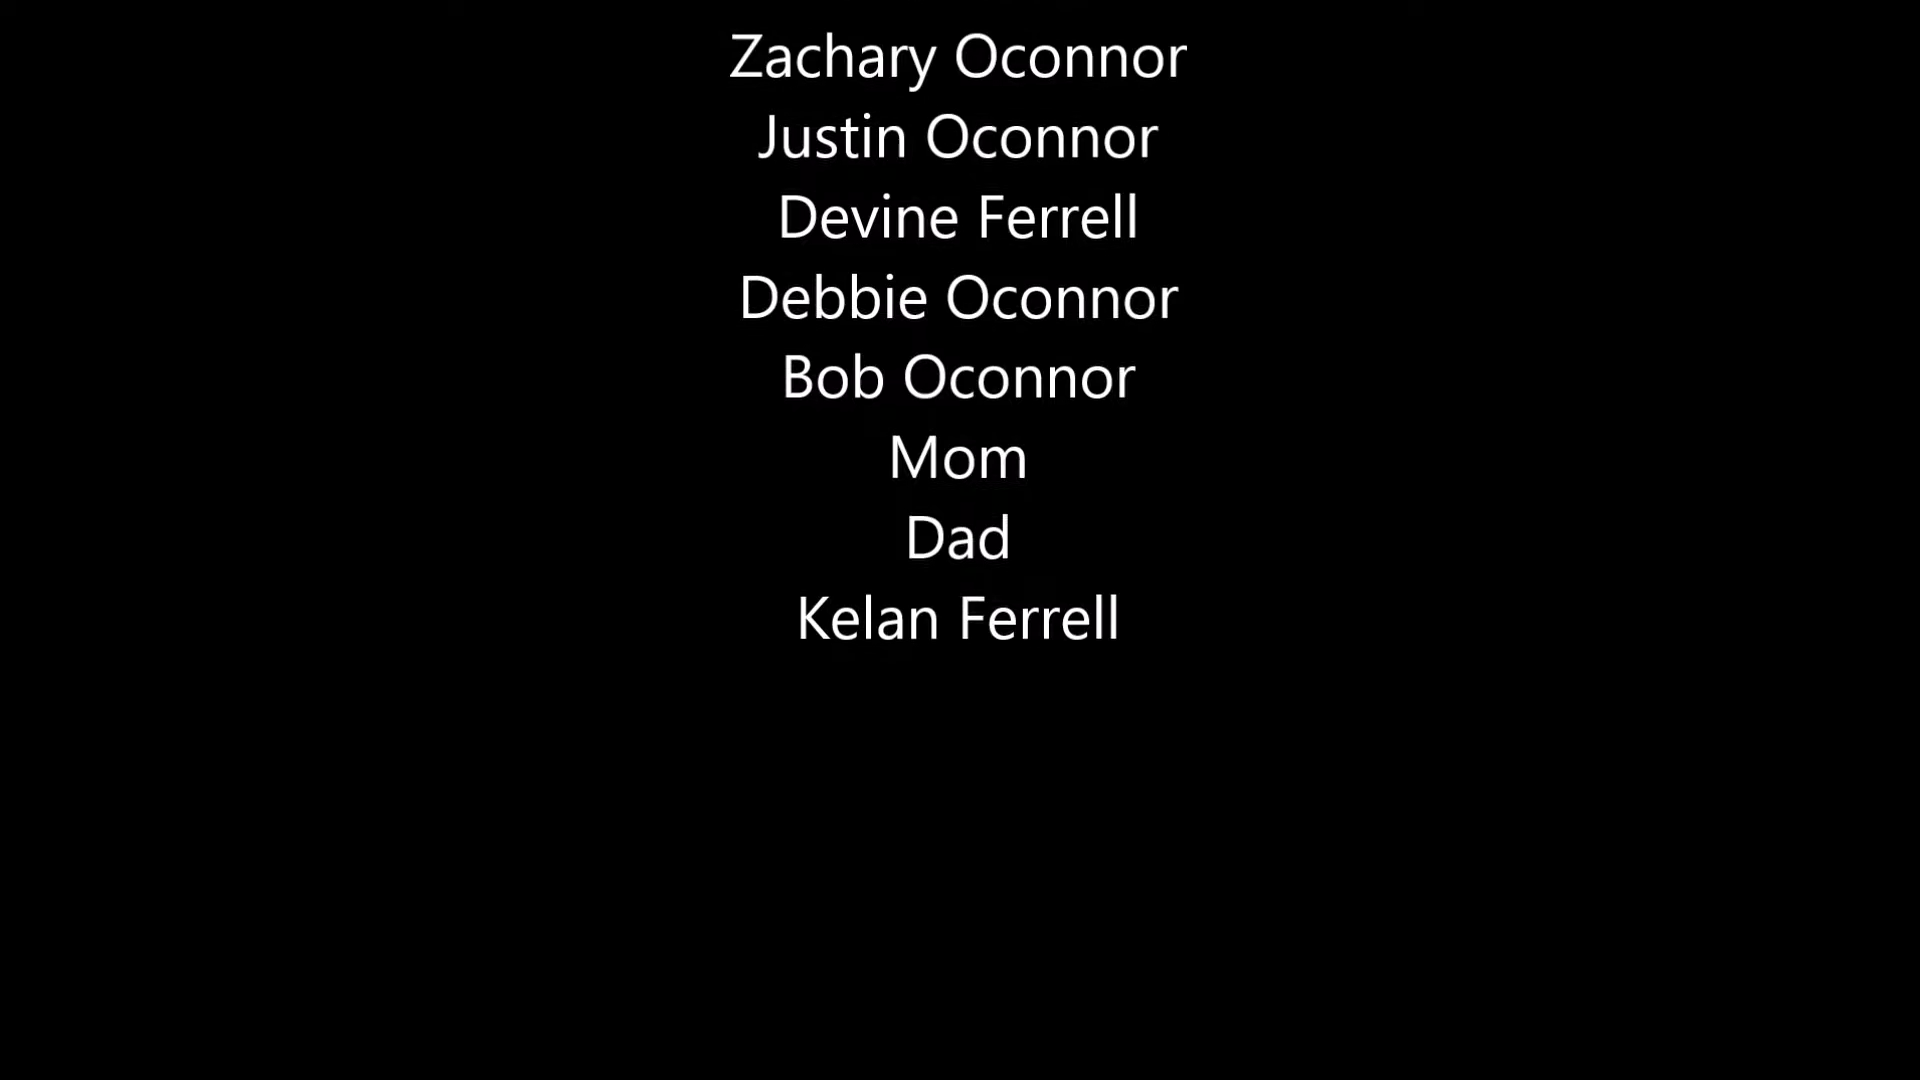 Zachary Oconnor
Justin Oconnor
Devine Ferrell
Debbie Oconnor
Bob Oconnor
Mom
Dad
Kelan Ferrell